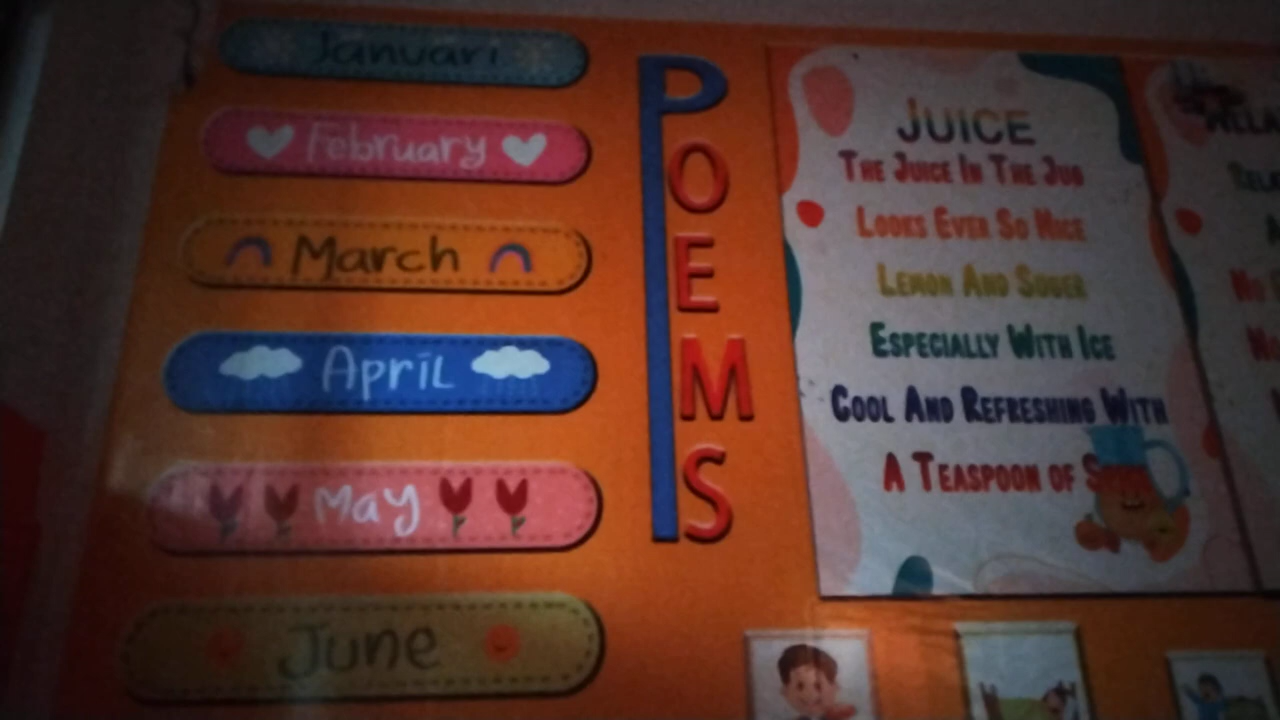 Januari
February
March
April
May
June
POEMS
JUICE
THE JUICE IN THE JUG
LOOKS EVER SO NICE
LEMON AND SUGER
ESPECIALLY WITH ICE
COOL AND REFRESHING WITH
A TEASPOON OF